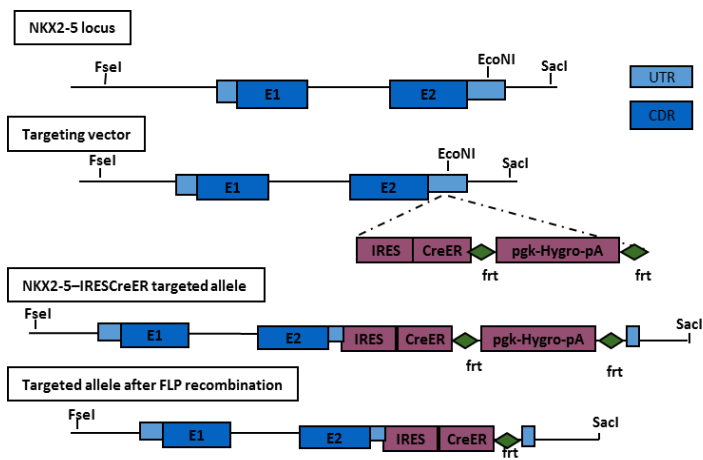 NKX2-5 locus
FseI
EcoNI
SacI
E1
E2
UTR
CDR
Targeting vector
FseI
EcoNI
SacI
E1
E2
IRES
CreER
pgk-Hygro-pA
frt
frt
NKX2-5–IRESCreER targeted allele
FseI
SacI
E1
E2
IRES
CreER
pgk-Hygro-pA
frt
frt
Targeted allele after FLP recombination
FseI
SacI
E1
E2
IRES
CreER
frt